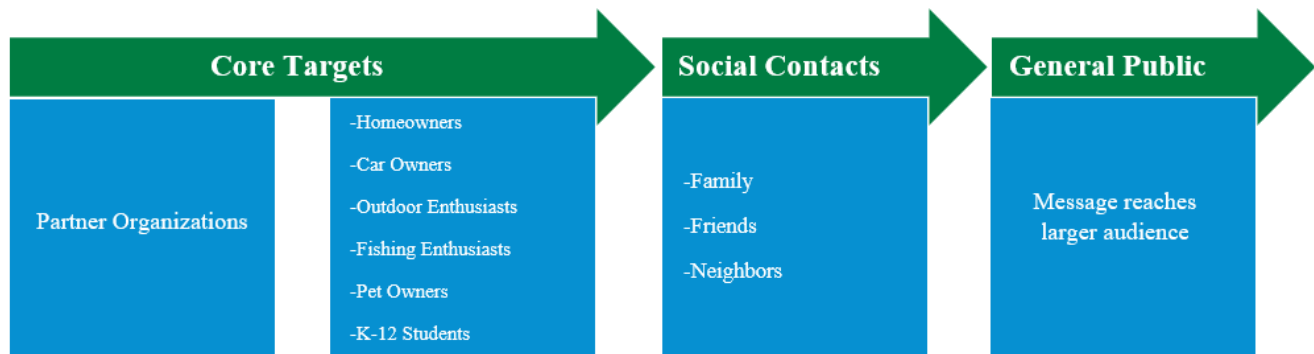 Core Targets
Social Contacts
General Public
Partner Organizations
-Homeowners
-Car Owners
-Outdoor Enthusiasts
-Fishing Enthusiasts
-Pet Owners
-K-12 Students
-Family
-Friends
-Neighbors
Message reaches
larger audience